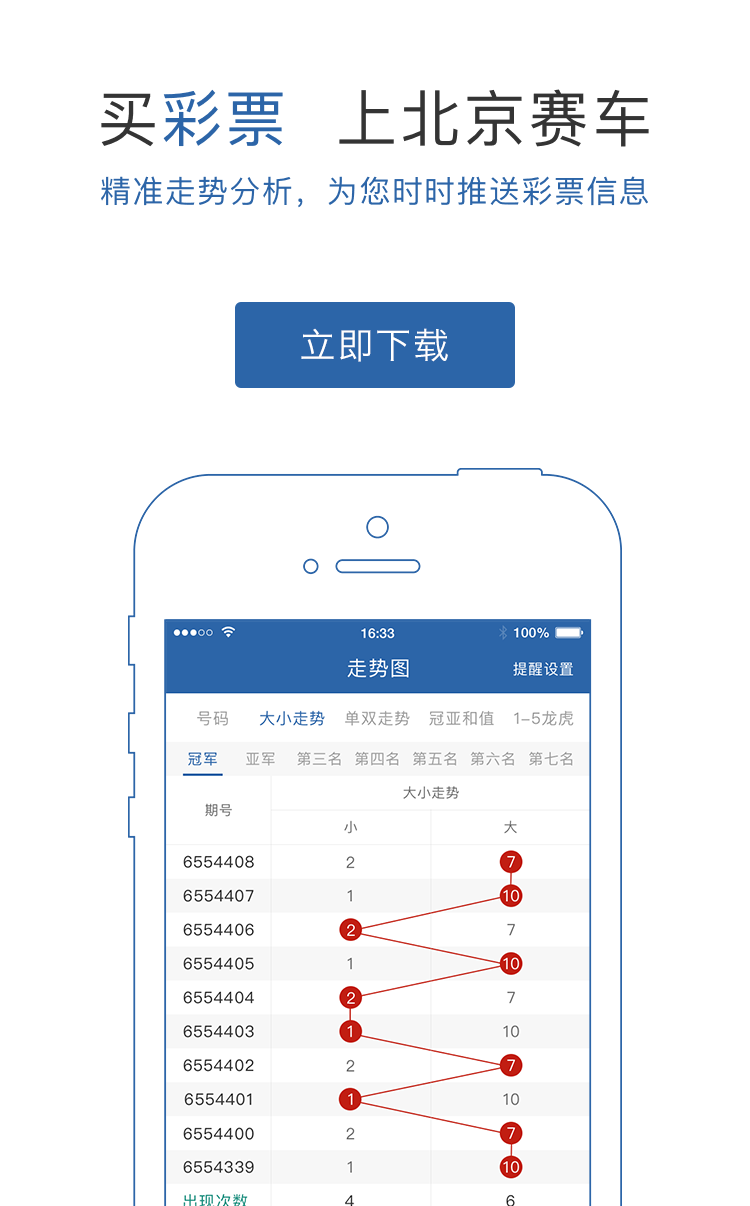 买彩票 上北京赛车
精准走势分析，为您时时推送彩票信息
立即下载
16:33 100%
走势图 提醒设置
号码 大小走势 单双走势 冠亚和值 1-5龙虎
冠军 亚军 第三名 第四名 第五名 第六名 第七名
期号 大小走势
小 大
6554408 2 7
6554407 1 10
6554406 2 7
6554405 1 10
6554404 2 7
6554403 1 10
6554402 2 7
6554401 1 10
6554400 2 7
6554339 1 10
出现次数 4 6